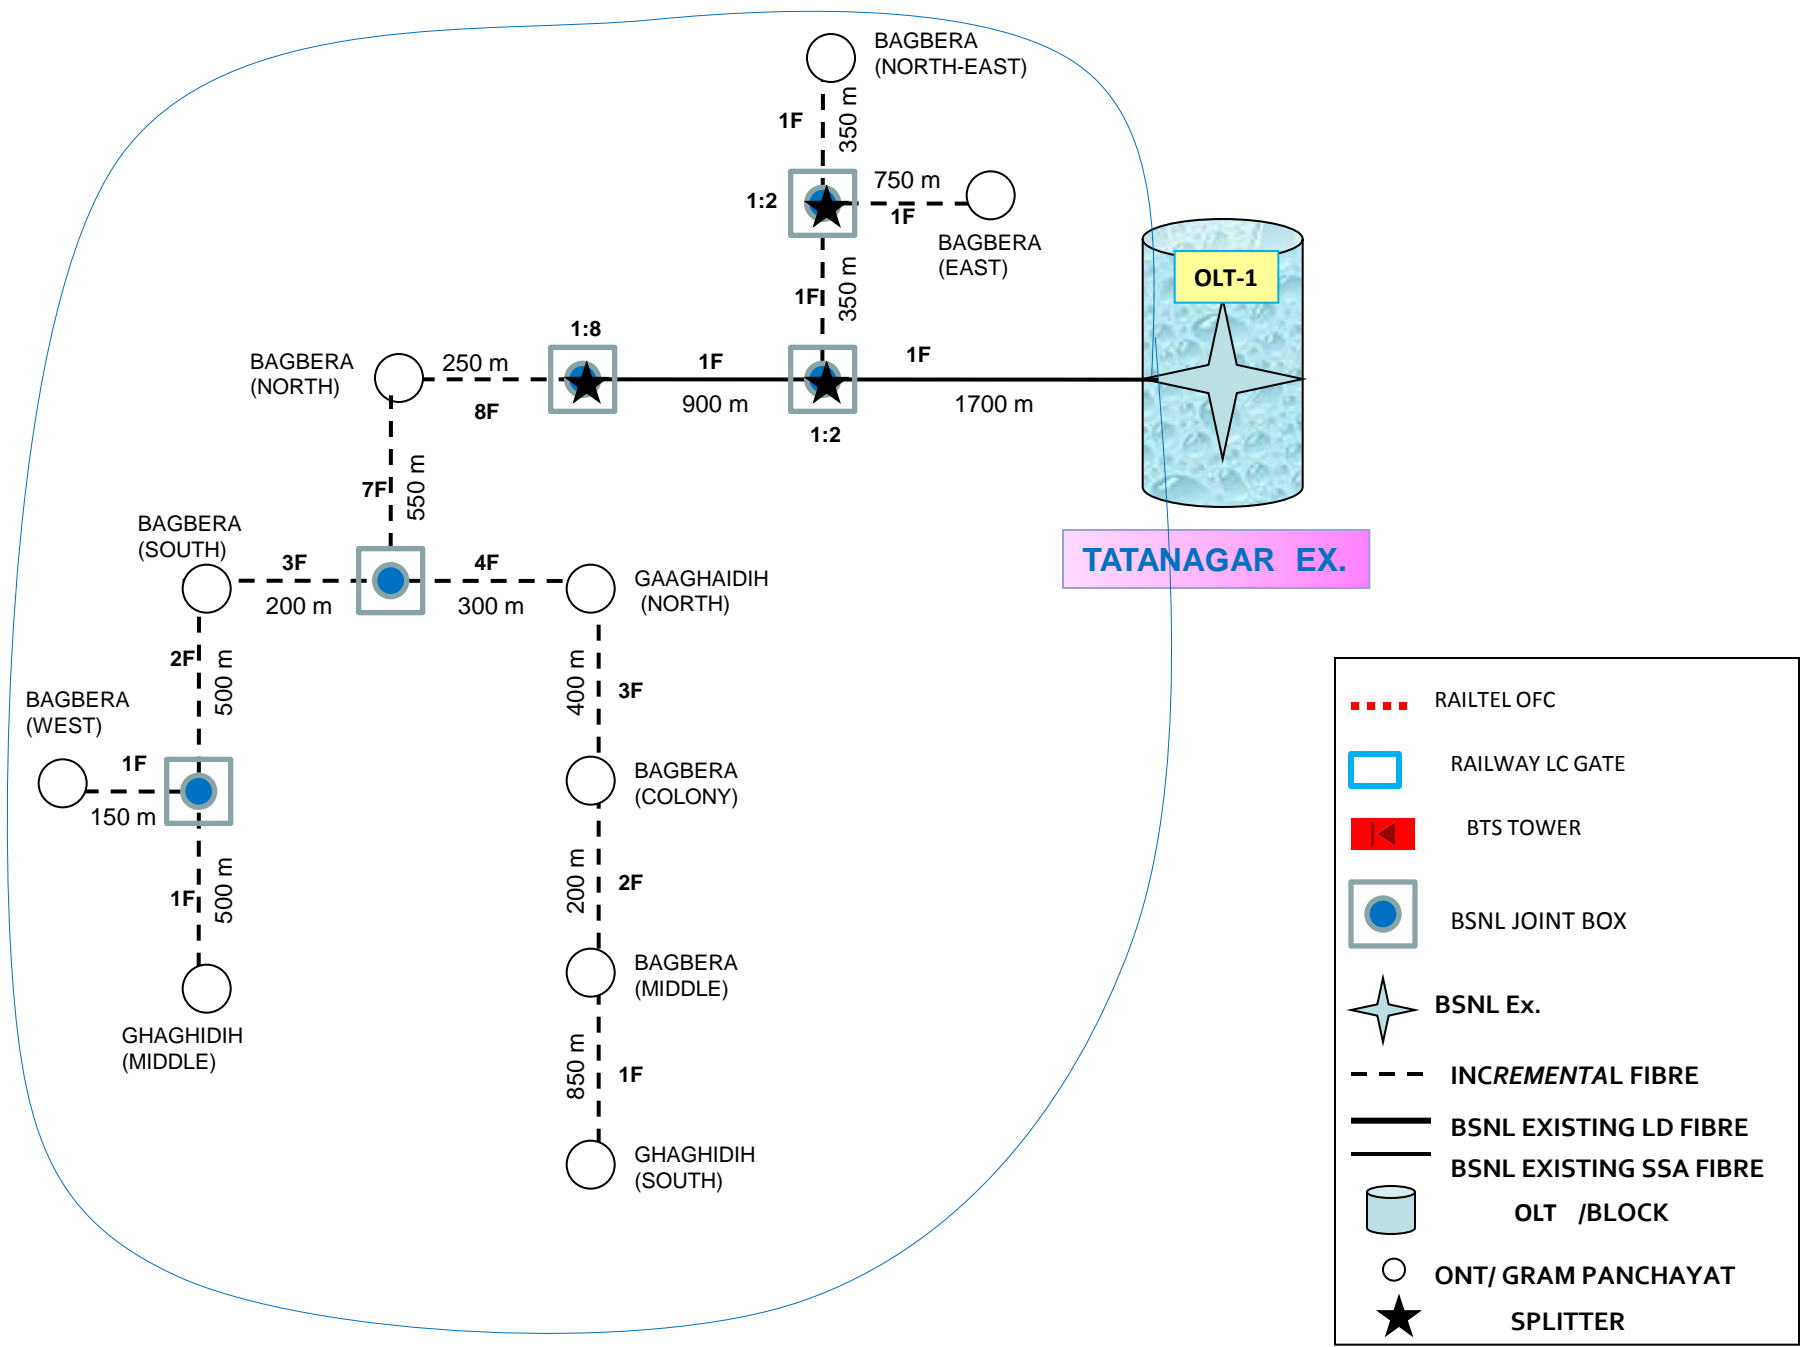 BAGBERA
(NORTH-EAST)
1F
350 m
750 m
1:2
1F
BAGBERA
(EAST)
OLT-1
1F
350 m
1:8
BAGBERA
(NORTH)
250 m
1F
1F
8F
900 m
1700 m
1:2
7F
550 m
TATANAGAR EX.
BAGBERA
(SOUTH)
3F
4F
200 m
300 m
GAAGHAIDIH
(NORTH)
2F
500 m
400 m
3F
BAGBERA
(WEST)
1F
150 m
BAGBERA
(COLONY)
1F
500 m
200 m
2F
BAGBERA
(MIDDLE)
GHAGHIDIH
(MIDDLE)
850 m
1F
GHAGHIDIH
(SOUTH)
RAILTEL OFC
RAILWAY LC GATE
BTS TOWER
BSNL JOINT BOX
BSNL Ex.
INCREMENTAL FIBRE
BSNL EXISTING LD FIBRE
BSNL EXISTING SSA FIBRE
OLT /BLOCK
ONT/ GRAM PANCHAYAT
SPLITTER